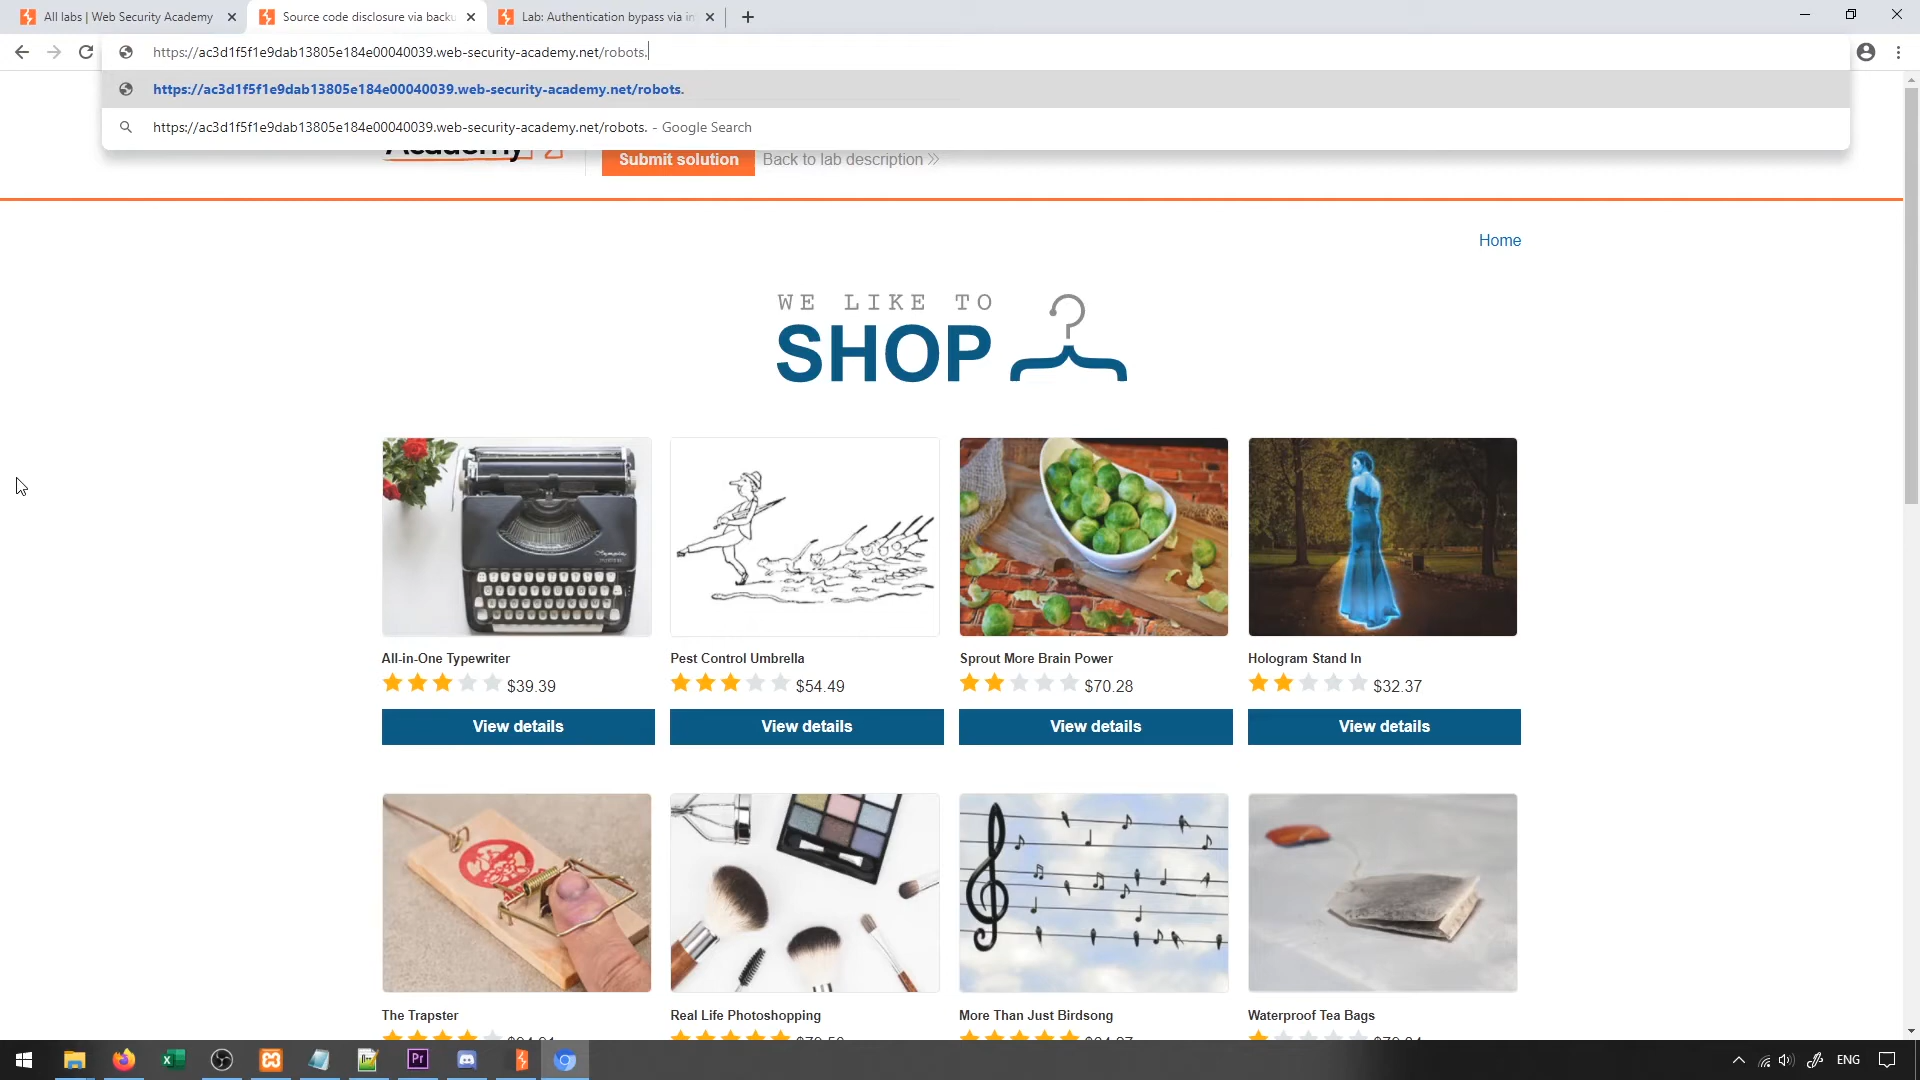 All labs | Web Security Academy
Source code disclosure via backu
Lab: Authentication bypass via in
https://ac3d1f5f1e9dab13805e184e00040039.web-security-academy.net/robots.
https://ac3d1f5f1e9dab13805e184e00040039.web-security-academy.net/robots.
https://ac3d1f5f1e9dab13805e184e00040039.web-security-academy.net/robots. - Google Search
Academy
Submit solution
Back to lab description
Home
WE LIKE TO
SHOP
All-in-One Typewriter
Pest Control Umbrella
Sprout More Brain Power
Hologram Stand In
$39.39
$54.49
$70.28
$32.37
View details
View details
View details
View details
The Trapster
Real Life Photoshopping
More Than Just Birdsong
Waterproof Tea Bags
Pr
ENG